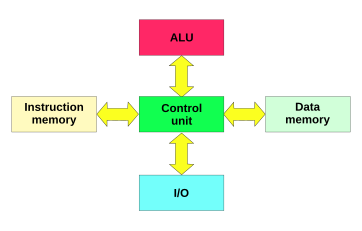 ALU
Instruction
memory
Control
unit
Data
memory
I/O